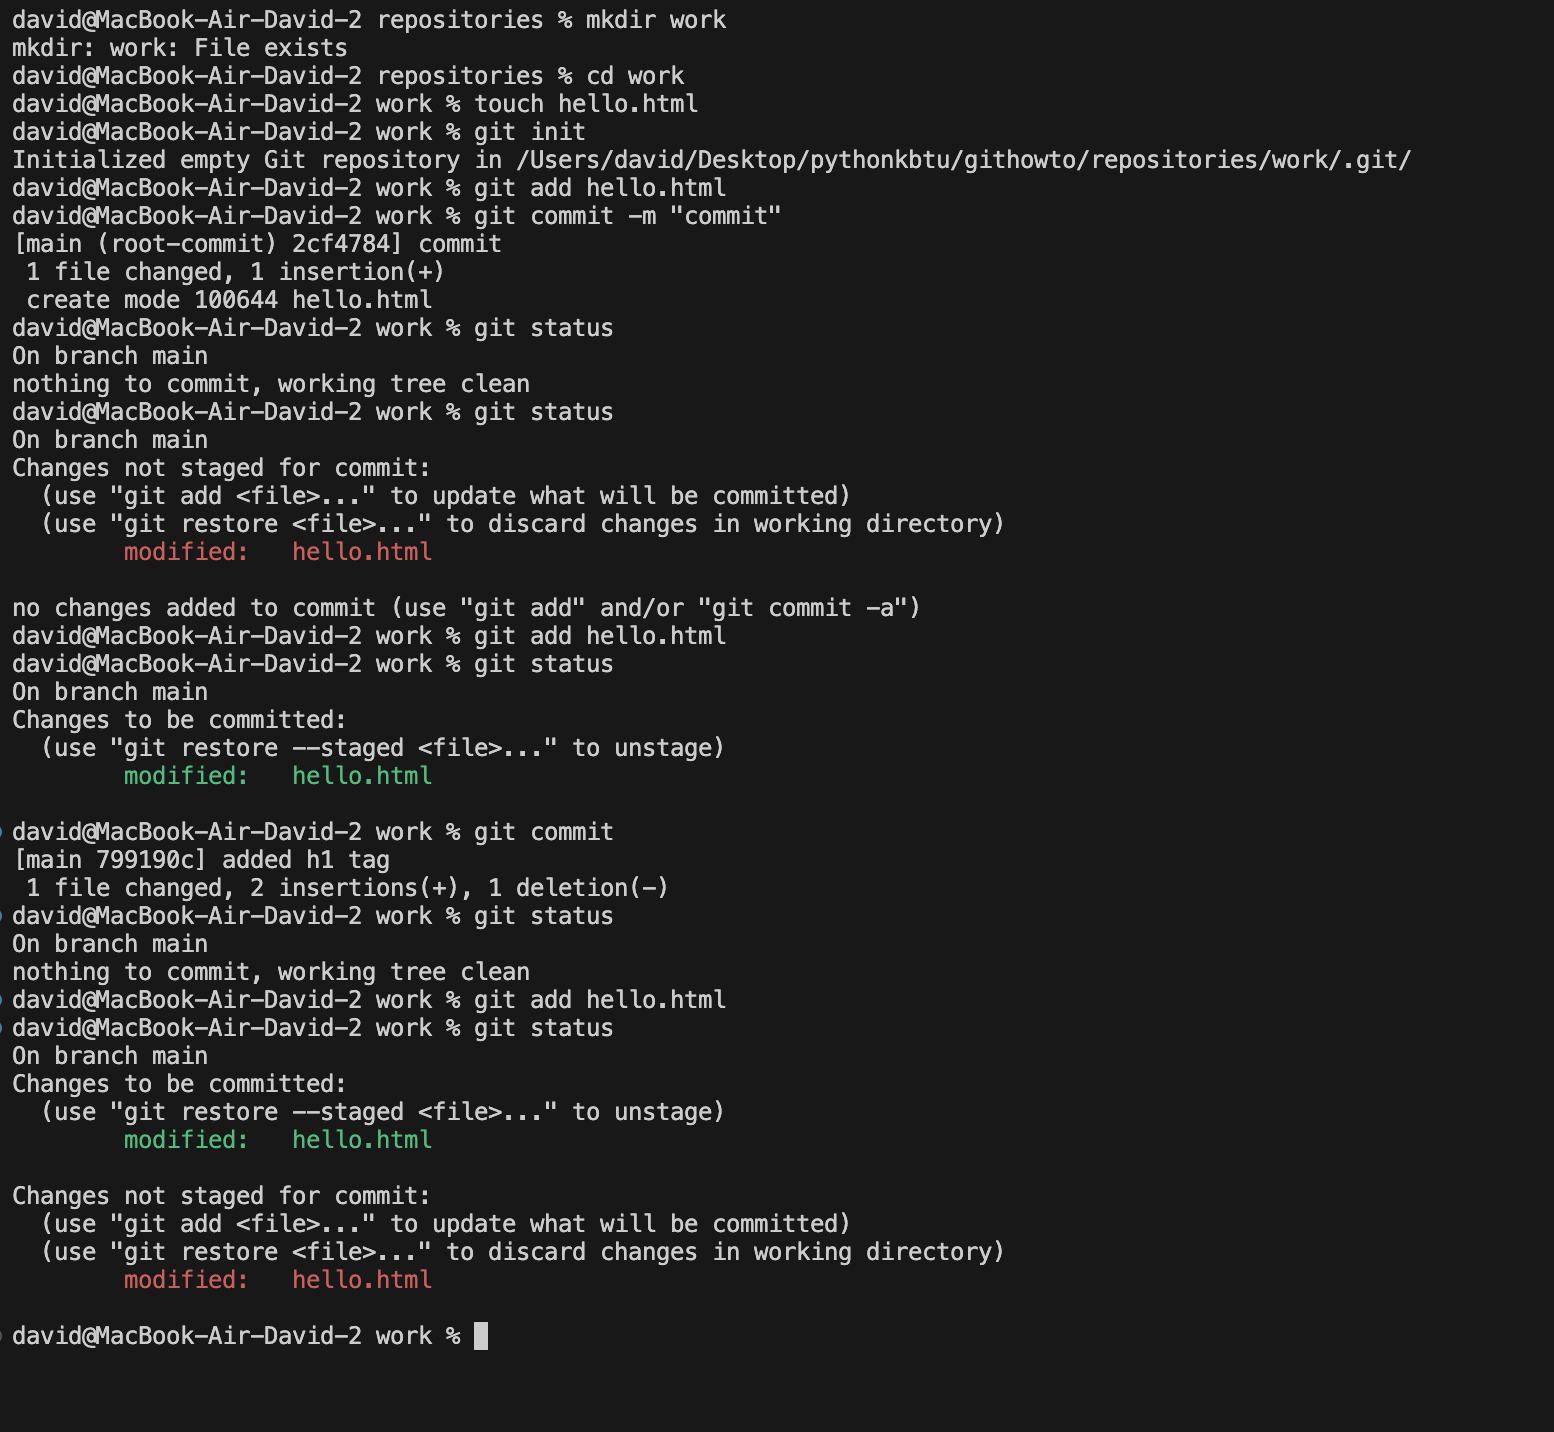 david@MacBook-Air-David-2 repositories % mkdir work
mkdir: work: File exists
david@MacBook-Air-David-2 repositories % cd work
david@MacBook-Air-David-2 work % touch hello.html
david@MacBook-Air-David-2 work % git init
Initialized empty Git repository in /Users/david/Desktop/pythonkbtu/githowto/repositories/work/.git/
david@MacBook-Air-David-2 work % git add hello.html
david@MacBook-Air-David-2 work % git commit -m "commit"
[main (root-commit) 2cf4784] commit
 1 file changed, 1 insertion(+)
 create mode 100644 hello.html
david@MacBook-Air-David-2 work % git status
On branch main
nothing to commit, working tree clean
david@MacBook-Air-David-2 work % git status
On branch main
Changes not staged for commit:
  (use "git add <file>..." to update what will be committed)
  (use "git restore <file>..." to discard changes in working directory)
        modified:   hello.html

no changes added to commit (use "git add" and/or "git commit -a")
david@MacBook-Air-David-2 work % git add hello.html
david@MacBook-Air-David-2 work % git status
On branch main
Changes to be committed:
  (use "git restore --staged <file>..." to unstage)
        modified:   hello.html

david@MacBook-Air-David-2 work % git commit
[main 799190c] added h1 tag
 1 file changed, 2 insertions(+), 1 deletion(-)
david@MacBook-Air-David-2 work % git status
On branch main
nothing to commit, working tree clean
david@MacBook-Air-David-2 work % git add hello.html
david@MacBook-Air-David-2 work % git status
On branch main
Changes to be committed:
  (use "git restore --staged <file>..." to unstage)
        modified:   hello.html

Changes not staged for commit:
  (use "git add <file>..." to update what will be committed)
  (use "git restore <file>..." to discard changes in working directory)
        modified:   hello.html

david@MacBook-Air-David-2 work %